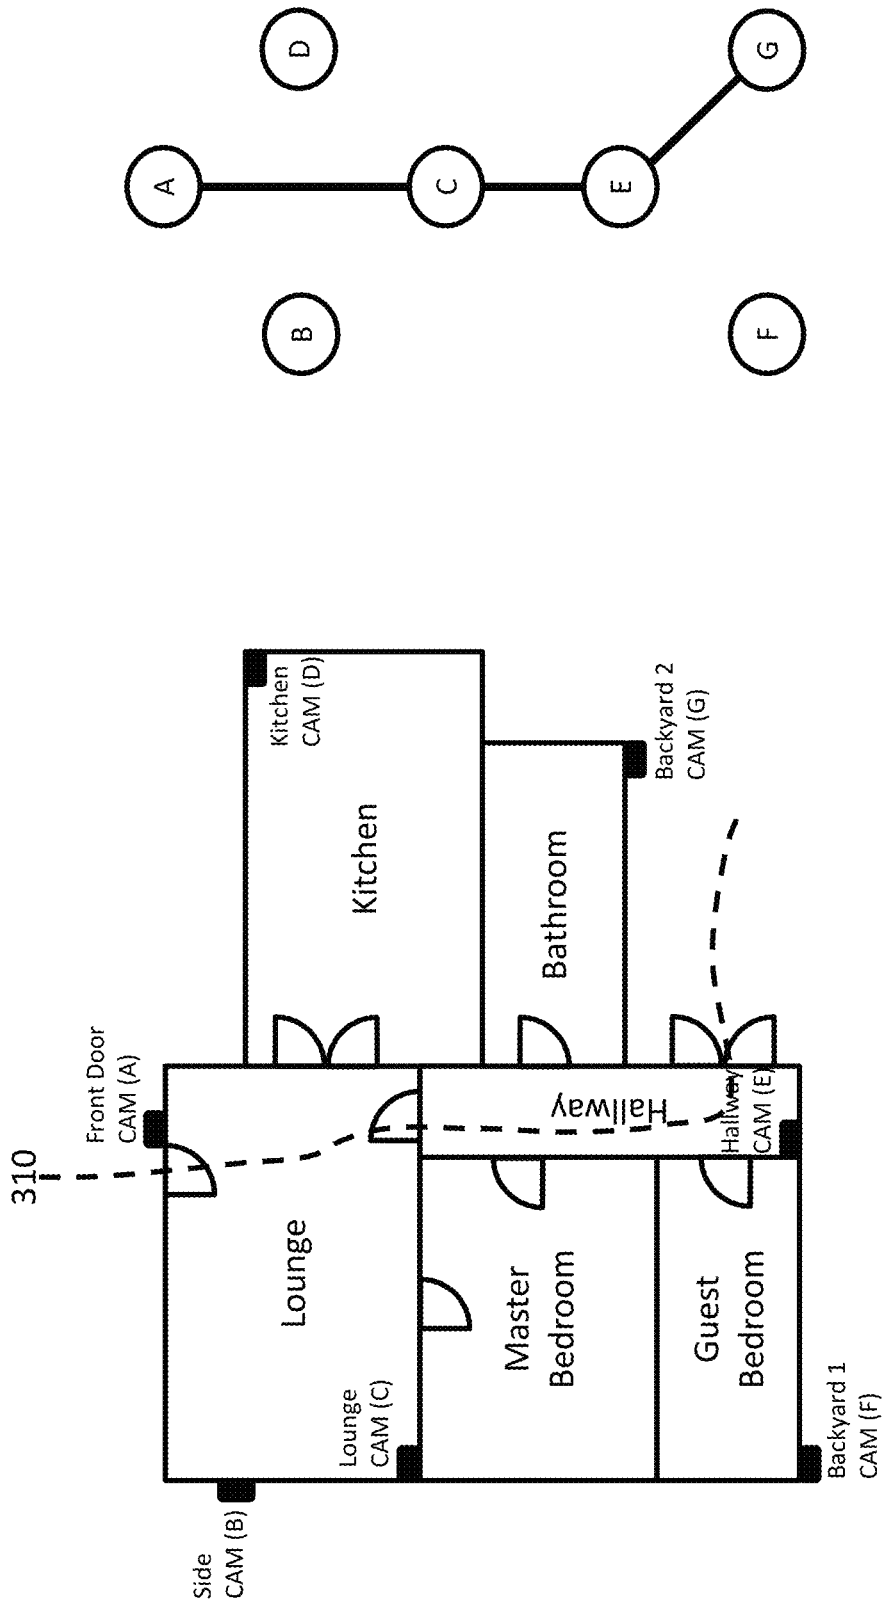 310
Front Door
CAM (A)
Side
CAM (B)
Lounge
Lounge
CAM (C)
Kitchen
Kitchen
CAM (D)
Master
Bedroom
Hallway
Bathroom
Guest
Bedroom
Hallway
CAM (E)
Backyard 1
CAM (F)
Backyard 2
CAM (G)
A
B
D
C
E
F
G